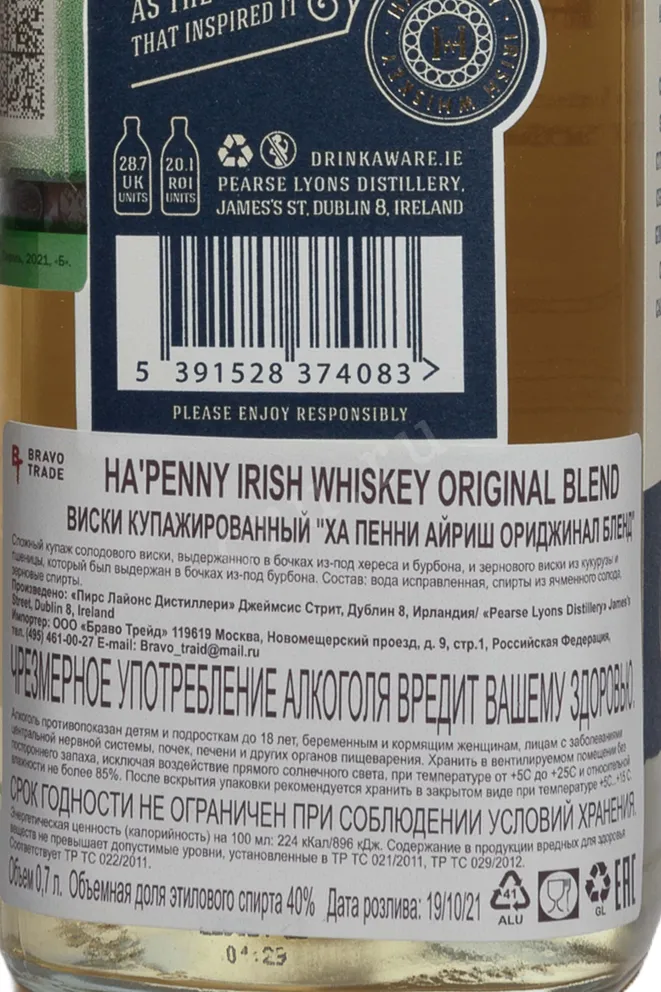 AS THE
THAT INSPIRED IT
IRISH
WHISKEY
28.7
UK
UNITS
20.1
ROI
UNITS
DRINKAWARE.IE
PEARSE LYONS DISTILLERY,
JAMES'S ST, DUBLIN 8, IRELAND
2021, «Б».
5 391528 374083 >
PLEASE ENJOY RESPONSIBLY
BRAVO
TRADE
HA'PENNY IRISH WHISKEY ORIGINAL BLEND
ВИСКИ КУПАЖИРОВАННЫЙ "ХА ПЕННИ АЙРИШ ОРИДЖИНАЛ БЛЕНД"
Сложный купаж солодового виски, выдержанного в бочках из-под хереса и бурбона, и зернового виски из кукурузы и
пшеницы, который был выдержан в бочках из-под бурбона. Состав: вода исправленная, спирты из ячменного солода,
зерновые спирты.
Произведено: «Пирс Лайонс Дистиллери» Джеймсис Стрит, Дублин 8, Ирландия/ «Pearse Lyons Distillery» James's
Street, Dublin 8, Ireland
Импортер: ООО «Браво Трейд» 119619 Москва, Новомещерский проезд, д. 9, стр.1, Российская Федерация,
тел. (495) 461-00-27 E-mail: Bravo_traid@mail.ru
ЧРЕЗМЕРНОЕ УПОТРЕБЛЕНИЕ АЛКОГОЛЯ ВРЕДИТ ВАШЕМУ ЗДОРОВЬЮ.
Алкоголь противопоказан детям и подросткам до 18 лет, беременным и кормящим женщинам, лицам с заболеваниями
центральной нервной системы, почек, печени и других органов пищеварения. Хранить в вентилируемом помещении без
постороннего запаха, исключая воздействие прямого солнечного света, при температуре от +5С до +25С и относительной
влажности не более 85%. После вскрытия упаковки рекомендуется хранить в закрытом виде при температуре +5С..+15 С.
СРОК ГОДНОСТИ НЕ ОГРАНИЧЕН ПРИ СОБЛЮДЕНИИ УСЛОВИЙ ХРАНЕНИЯ.
Энергетическая ценность (калорийность) на 100 мл: 224 кКал/896 кДж. Содержание в продукции вредных для здоровья
веществ не превышает допустимые уровни, установленные в ТР ТС 021/2011, ТР ТС 029/2012.
Соответствует ТР ТС 022/2011.
Объем 0,7 л. Объемная доля этилового спирта 40% Дата розлива: 19/10/21
41
ALU
GL
EAC
04:29